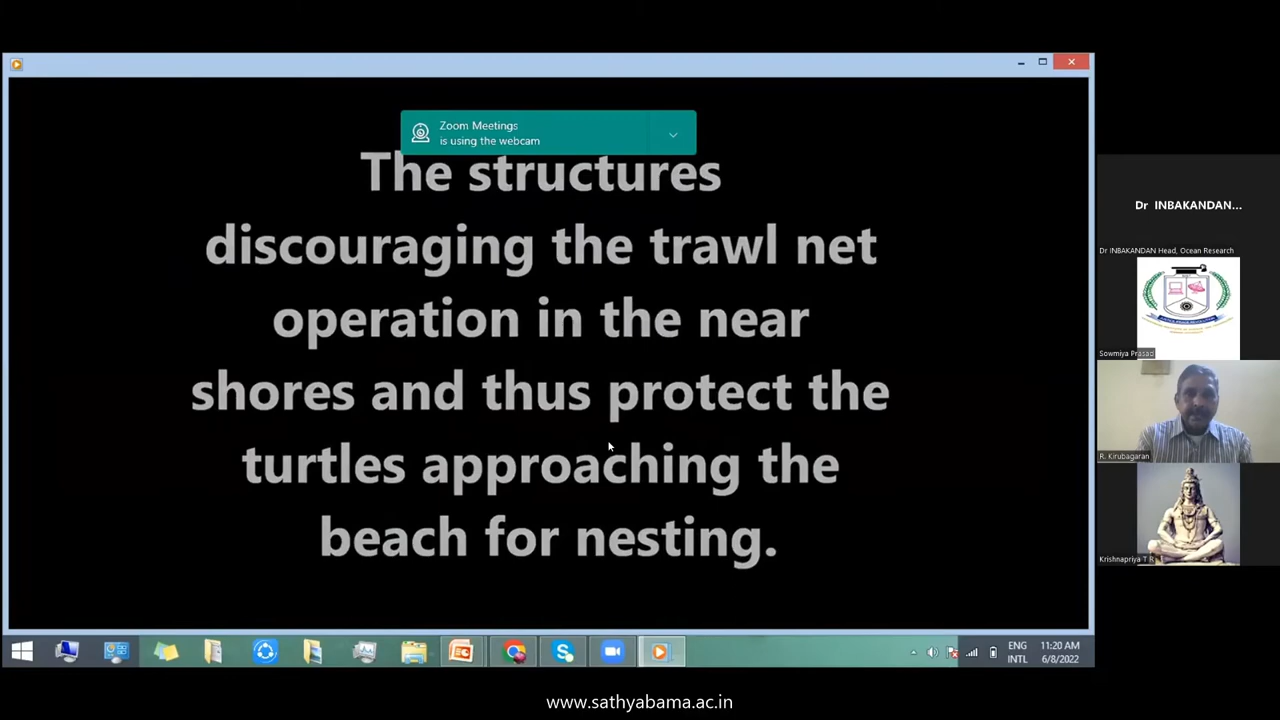 Zoom Meetings
is using the webcam
The structures
discouraging the trawl net
operation in the near
shores and thus protect the
turtles approaching the
beach for nesting.
Dr INBAKANDAN...
Dr INBAKANDAN Head, Ocean Research
Sowmiya Prasad
R. Kirubagaran
Krishnapriya T R
ENG
INTL
11:20 AM
6/8/2022
www.sathyabama.ac.in